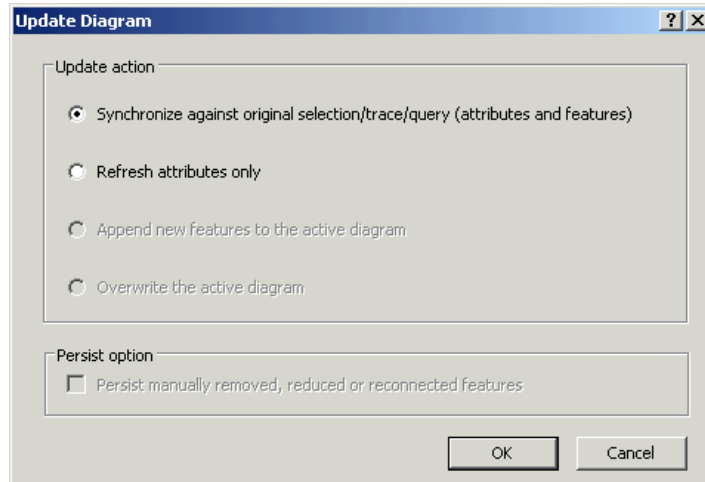 Update Diagram
Update action
Synchronize against original selection/trace/query (attributes and features)
Refresh attributes only
Append new features to the active diagram
Overwrite the active diagram
Persist option
Persist manually removed, reduced or reconnected features
OK
Cancel